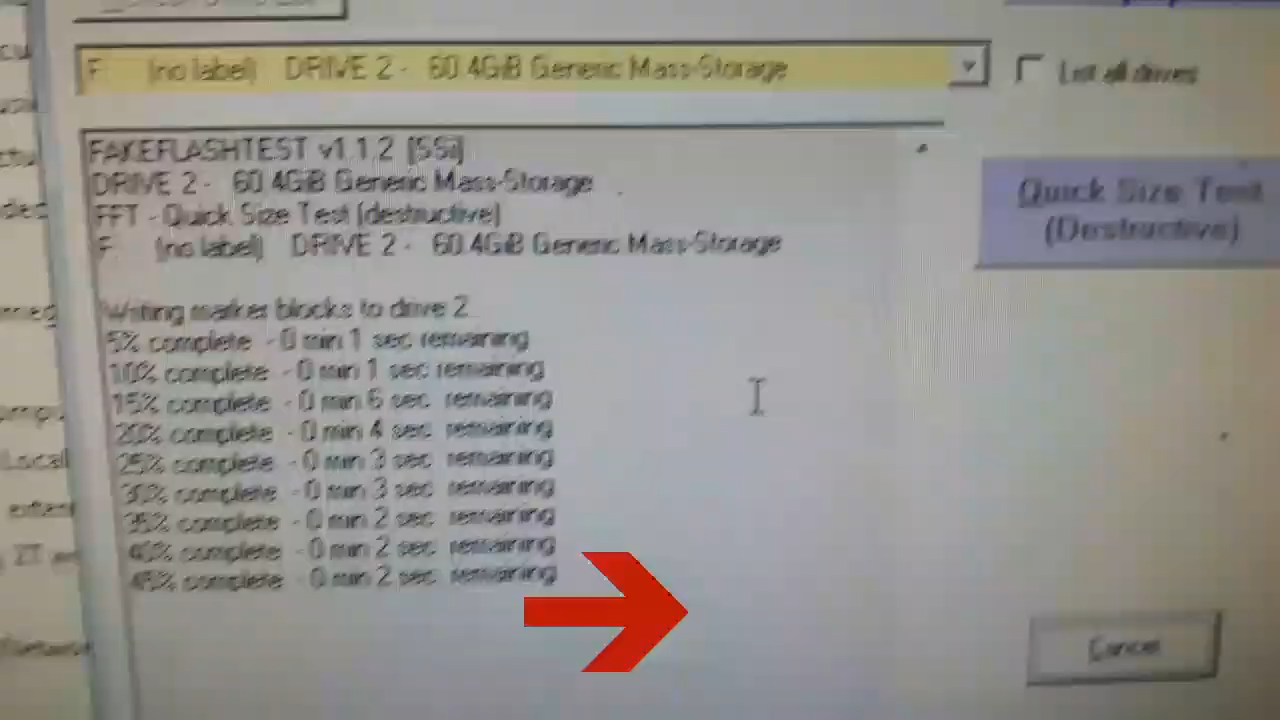 F: (no label) DRIVE 2 - 60.4GiB Generic Mass-Storage
List all drives
FAKEFLASHTEST v1.1.2 (SSi)
DRIVE 2 - 60.4GiB Generic Mass-Storage
FFT - Quick Size Test (destructive)
F: (no label) DRIVE 2 - 60.4GiB Generic Mass-Storage
Quick Size Test
(Destructive)
Writing marker blocks to drive 2.
5% complete - 0 min 1 sec remaining
10% complete - 0 min 1 sec remaining
15% complete - 0 min 6 sec remaining
20% complete - 0 min 4 sec remaining
25% complete - 0 min 3 sec remaining
30% complete - 0 min 3 sec remaining
35% complete - 0 min 2 sec remaining
40% complete - 0 min 2 sec remaining
45% complete - 0 min 2 sec remaining
Local
Cancel